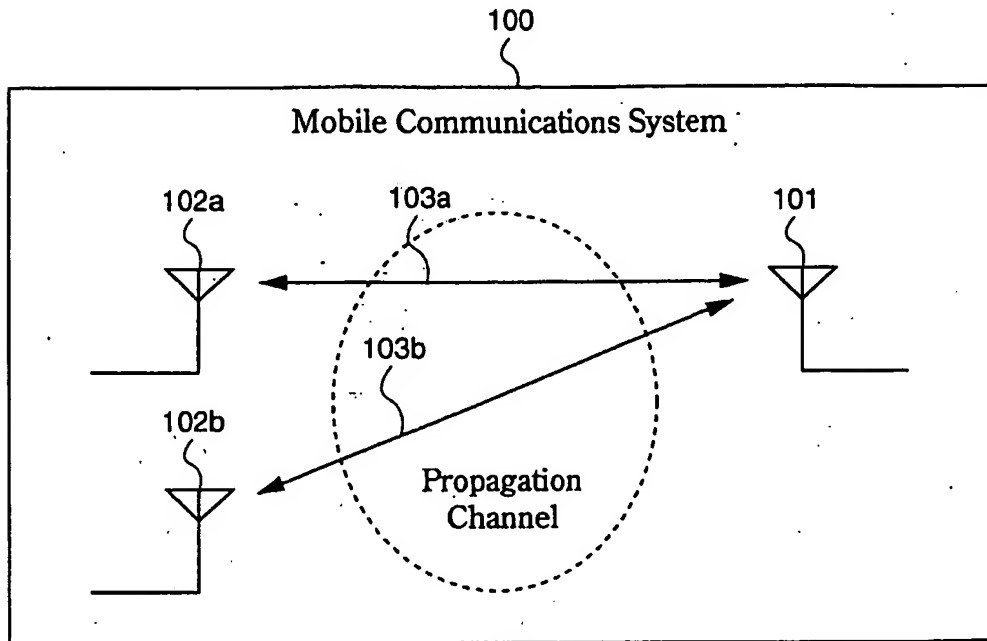 100
Mobile Communications System
102a
103a
101
103b
102b
Propagation
Channel